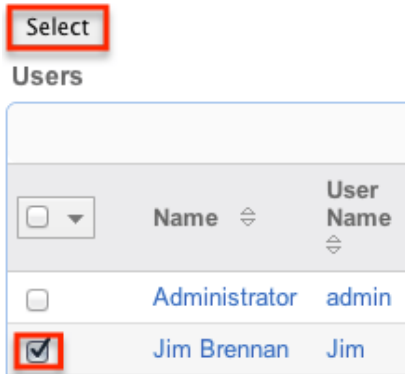 Select
Users
Name
User
Name
Administrator admin
Jim Brennan Jim